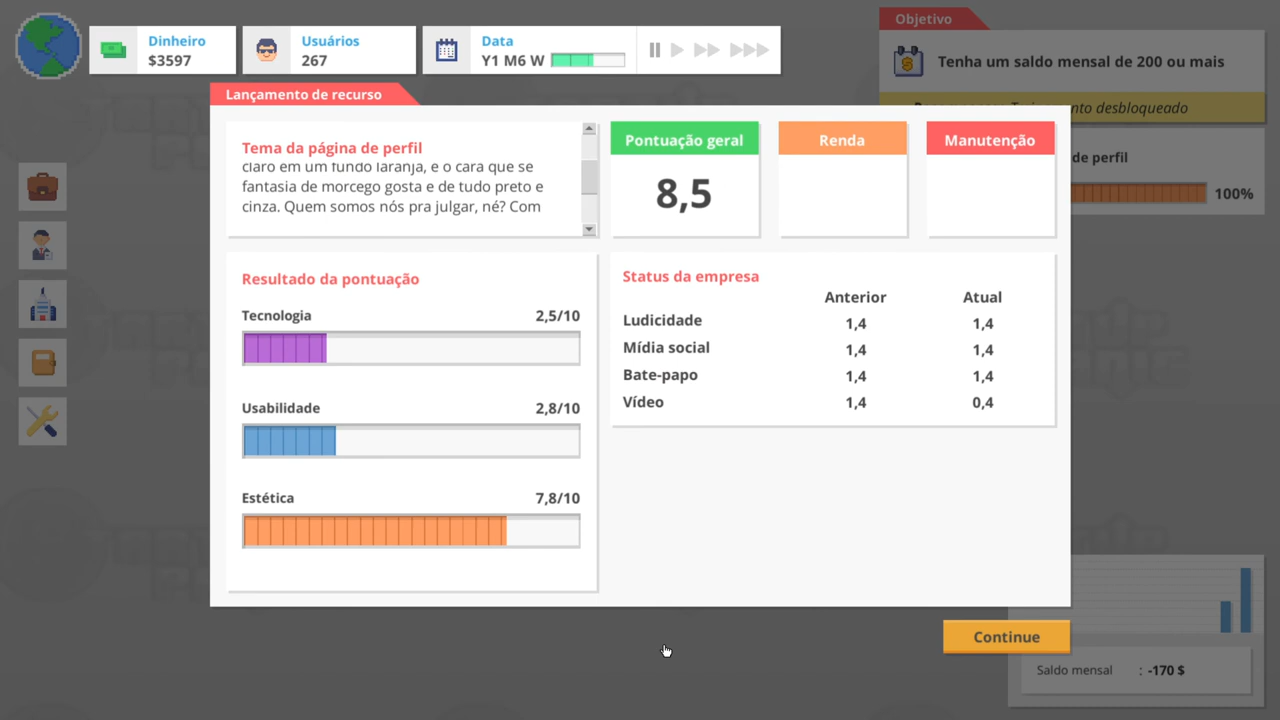 Dinheiro
$3597
Usuários
267
Data
Y1 M6 W
Objetivo
Tenha um saldo mensal de 200 ou mais
nto desbloqueado
de perfil
100%
Lançamento de recurso
Tema da página de perfil
claro em um fundo laranja, e o cara que se
fantasia de morcego gosta e de tudo preto e
cinza. Quem somos nós pra julgar, né? Com
Pontuação geral
8,5
Renda
Manutenção
Resultado da pontuação
Tecnologia 2,5/10
Usabilidade 2,8/10
Estética 7,8/10
Status da empresa
Anterior Atual
Ludicidade 1,4 1,4
Mídia social 1,4 1,4
Bate-papo 1,4 1,4
Vídeo 1,4 0,4
Continue
Saldo mensal : -170 $